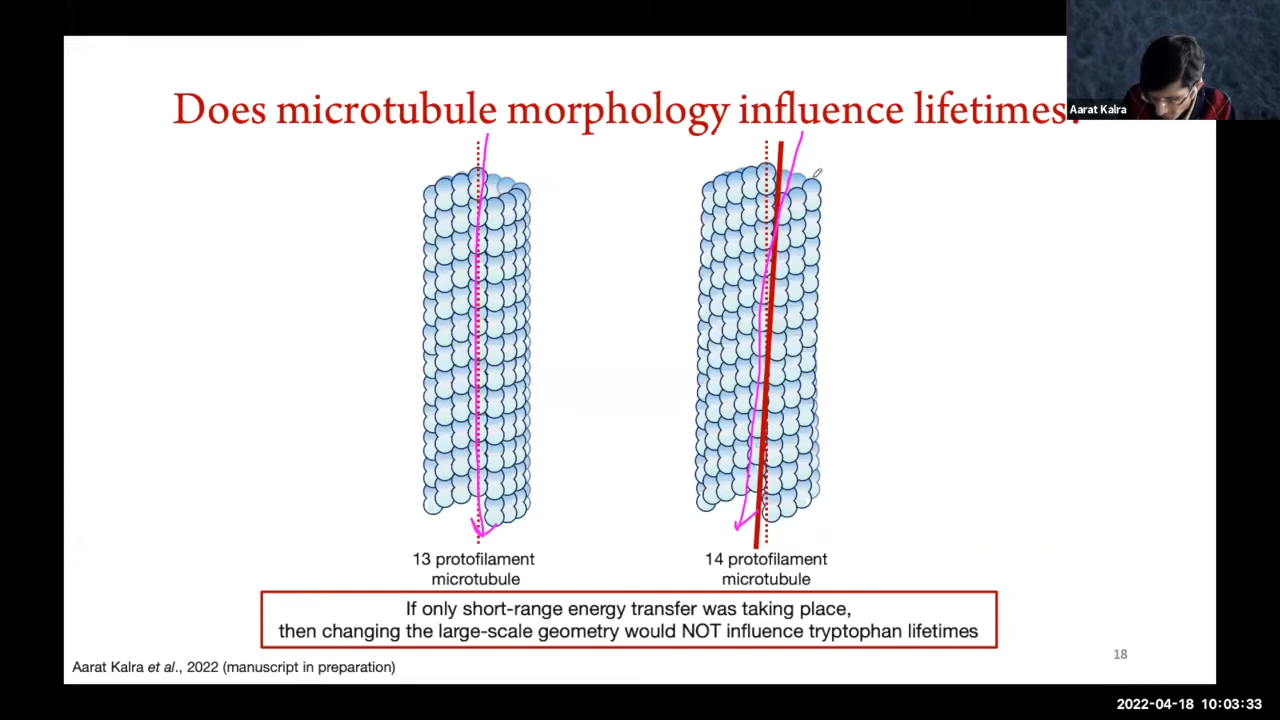 Does microtubule morphology influence lifetimes?
Aarat Kalra
13 protofilament
microtubule
14 protofilament
microtubule
If only short-range energy transfer was taking place,
then changing the large-scale geometry would NOT influence tryptophan lifetimes
Aarat Kalra et al., 2022 (manuscript in preparation)
18
2022-04-18 10:03:33